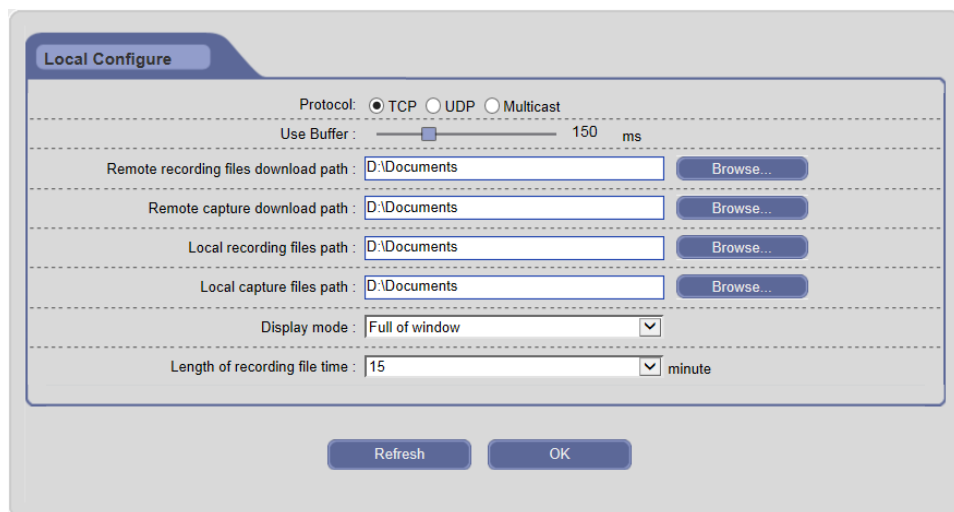 Local Configure
Protocol: TCP UDP Multicast
Use Buffer : 150 ms
Remote recording files download path : D:\Documents Browse...
Remote capture download path : D:\Documents Browse...
Local recording files path : D:\Documents Browse...
Local capture files path : D:\Documents Browse...
Display mode : Full of window
Length of recording file time : 15 minute
Refresh OK